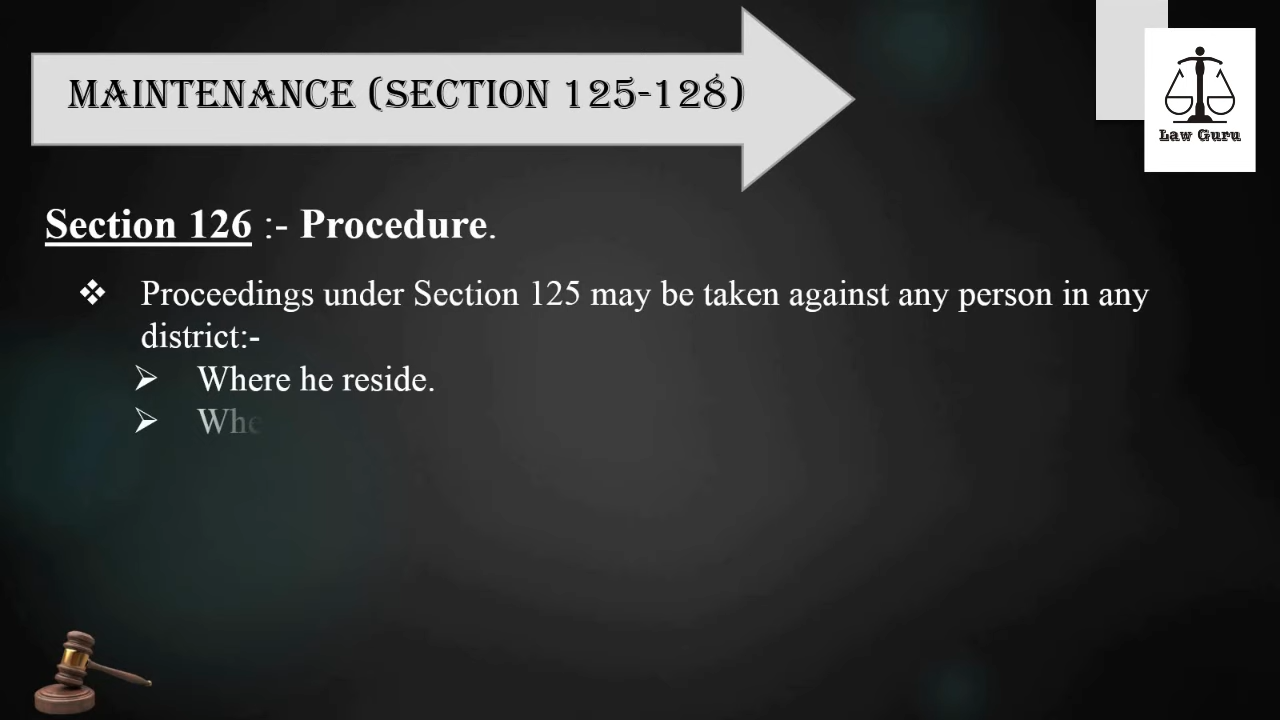 MAINTENANCE (SECTION 125-128)
Law Guru
Section 126 :- Procedure.
❖ Proceedings under Section 125 may be taken against any person in any
district:-
➢ Where he reside.
➢ Whe